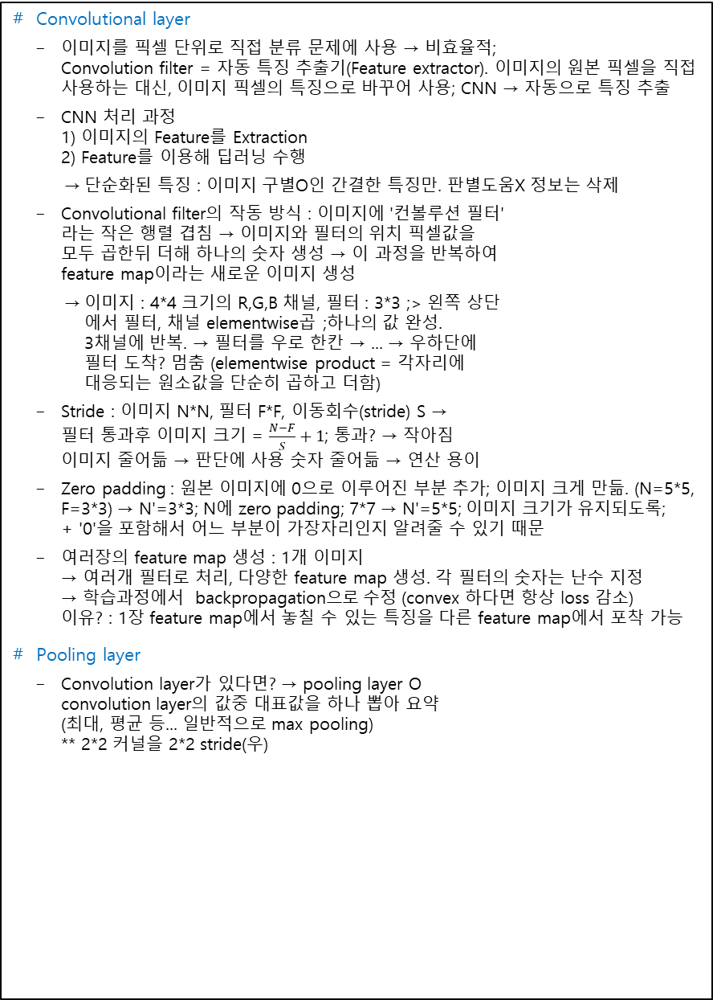 # Convolutional layer
– 이미지를 픽셀 단위로 직접 분류 문제에 사용 → 비효율적;
Convolution filter = 자동 특징 추출기(Feature extractor). 이미지의 원본 픽셀을 직접
사용하는 대신, 이미지 픽셀의 특징으로 바꾸어 사용; CNN → 자동으로 특징 추출
– CNN 처리 과정
1) 이미지의 Feature를 Extraction
2) Feature를 이용해 딥러닝 수행
→ 단순화된 특징 : 이미지 구별O인 간결한 특징만. 판별도움X 정보는 삭제
– Convolutional filter의 작동 방식 : 이미지에 '컨볼루션 필터'
라는 작은 행렬 겹침 → 이미지와 필터의 위치 픽셀값을
모두 곱한뒤 더해 하나의 숫자 생성 → 이 과정을 반복하여
feature map이라는 새로운 이미지 생성
→ 이미지 : 4*4 크기의 R,G,B 채널, 필터 : 3*3 ;> 왼쪽 상단
에서 필터, 채널 elementwise곱 ;하나의 값 완성.
3채널에 반복. → 필터를 우로 한칸 → ... → 우하단에
필터 도착? 멈춤 (elementwise product = 각자리에
대응되는 원소값을 단순히 곱하고 더함)
– Stride : 이미지 N*N, 필터 F*F, 이동회수(stride) S →
필터 통과후 이미지 크기 = \frac{N−F}{S} + 1; 통과? → 작아짐
이미지 줄어듦 → 판단에 사용 숫자 줄어듦 → 연산 용이
– Zero padding : 원본 이미지에 0으로 이루어진 부분 추가; 이미지 크게 만듦. (N=5*5,
F=3*3) → N'=3*3; N에 zero padding; 7*7 → N'=5*5; 이미지 크기가 유지되도록;
+ '0'을 포함해서 어느 부분이 가장자리인지 알려줄 수 있기 때문
– 여러장의 feature map 생성 : 1개 이미지
→ 여러개 필터로 처리, 다양한 feature map 생성. 각 필터의 숫자는 난수 지정
→ 학습과정에서 backpropagation으로 수정 (convex 하다면 항상 loss 감소)
이유? : 1장 feature map에서 놓칠 수 있는 특징을 다른 feature map에서 포착 가능
# Pooling layer
– Convolution layer가 있다면? → pooling layer O
convolution layer의 값중 대표값을 하나 뽑아 요약
(최대, 평균 등... 일반적으로 max pooling)
** 2*2 커널을 2*2 stride(우)